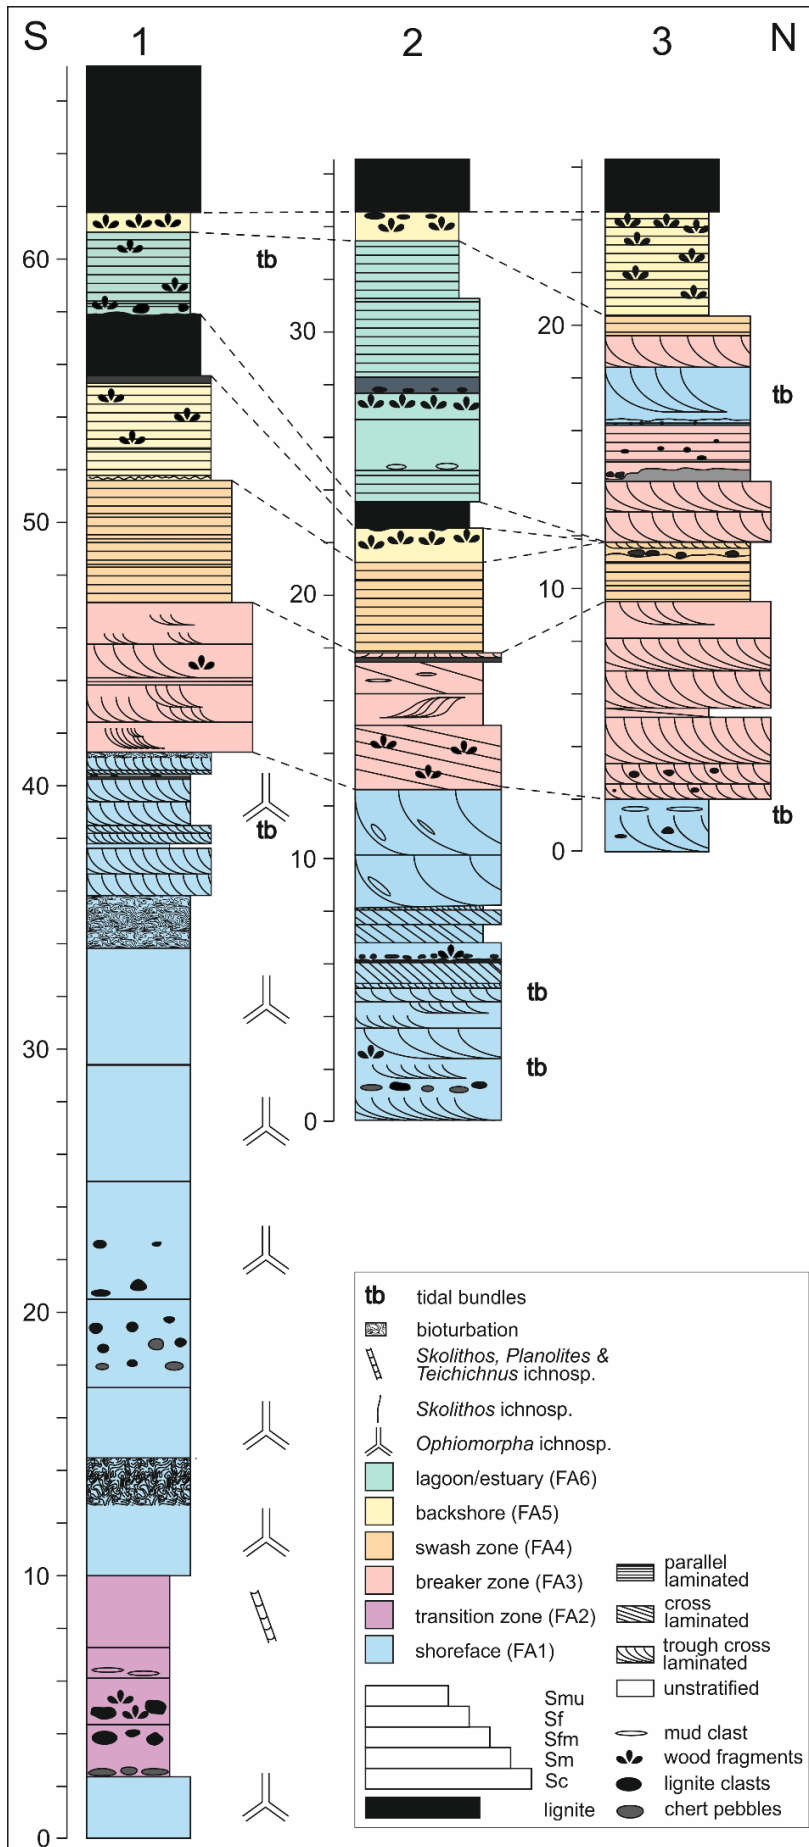 S 1 2 3 N
60
50
40
30
20
10
0
30
20
10
0
20
10
0
tb
tb
tb
tb
tb
tb
tb tidal bundles
bioturbation
Skolithos, Planolites &
Teichichnus ichnosp.
Skolithos ichnosp.
Ophiomorpha ichnosp.
lagoon/estuary (FA6)
backshore (FA5)
swash zone (FA4)
breaker zone (FA3)
transition zone (FA2)
shoreface (FA1)
parallel
laminated
cross
laminated
trough cross
laminated
unstratified
Smu
Sf
Sfm
Sm
Sc
lignite
mud clast
wood fragments
lignite clasts
chert pebbles